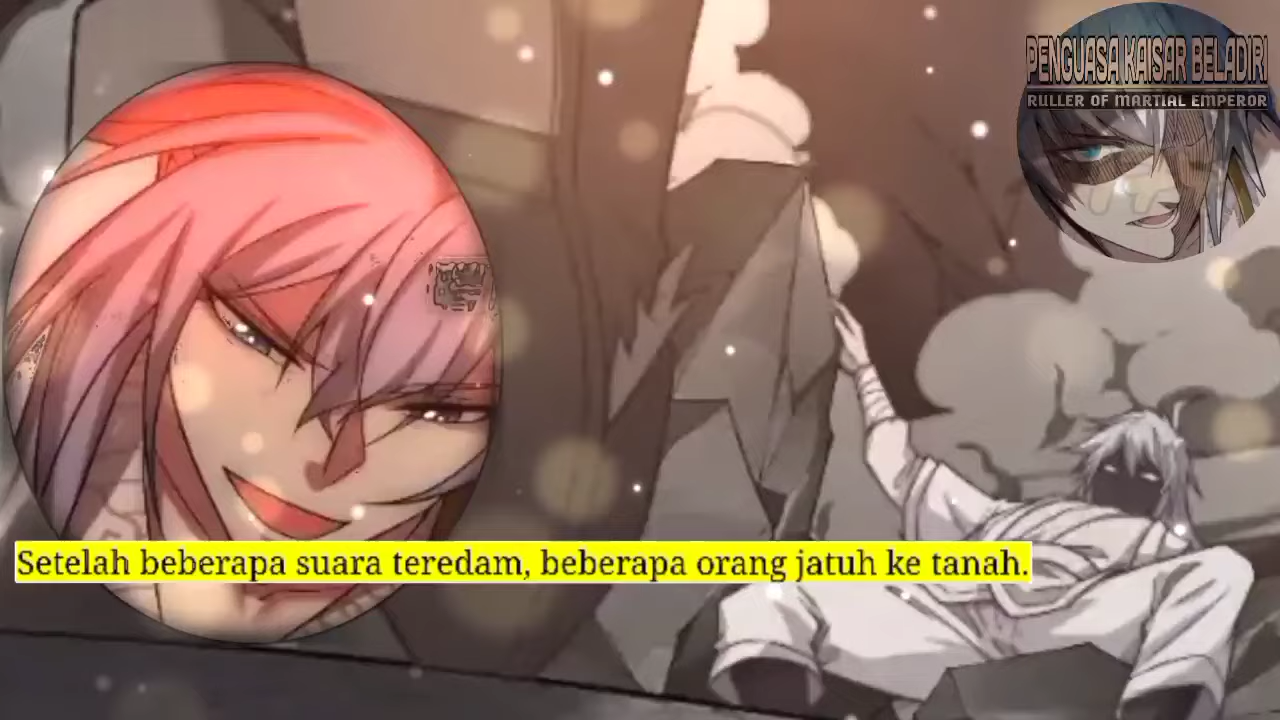 PENGUASA KAISAR BELADIRI
RULLER OF MARTIAL EMPEROR
Setelah beberapa suara teredam, beberapa orang jatuh ke tanah.